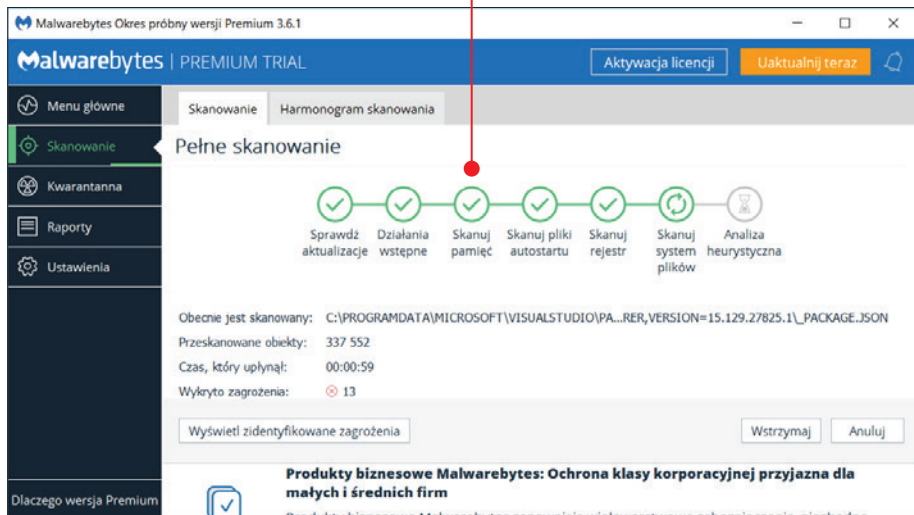 Malwarebytes Okres próbny wersji Premium 3.6.1
Malwarebytes | PREMIUM TRIAL
Aktywacja licencji
Uaktualnij teraz
Menu główne
Skanowanie
Kwarantanna
Raporty
Ustawienia
Dlaczego wersja Premium
Skanowanie
Harmonogram skanowania
Pełne skanowanie
Sprawdź
aktualizacje
Działania
wstępne
Skanuj
pamięć
Skanuj pliki
autostartu
Skanuj
rejestr
Skanuj
system
plików
Analiza
heurystyczna
Obecnie jest skanowany: C:\PROGRAMDATA\MICROSOFT\VISUALSTUDIO\PA...RER,VERSION=15.129.27825.1\_PACKAGE.JSON
Przeskanowane obiekty: 337 552
Czas, który upłynął: 00:00:59
Wykryto zagrożenia: 13
Wyświetl zidentyfikowane zagrożenia
Wstrzymaj
Anuluj
Produkty biznesowe Malwarebytes: Ochrona klasy korporacyjnej przyjazna dla
małych i średnich firm